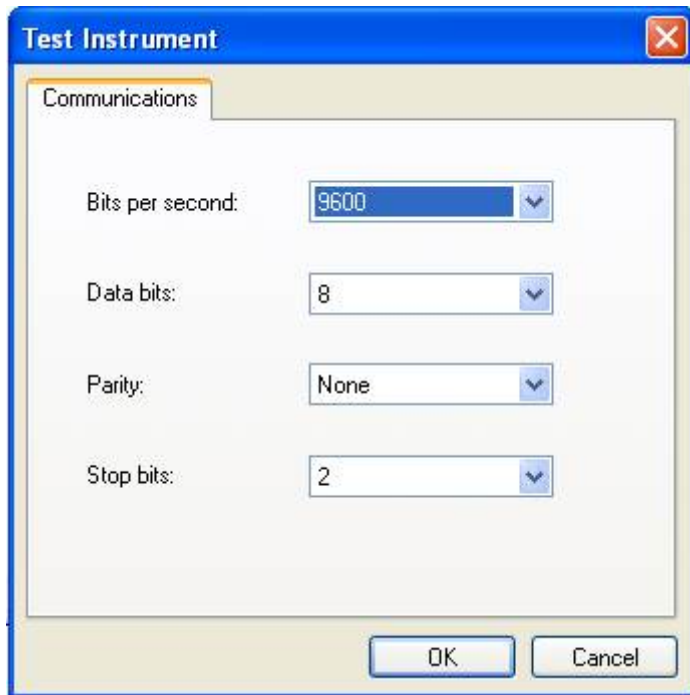 Test Instrument
Communications
Bits per second: 9600
Data bits: 8
Parity: None
Stop bits: 2
OK Cancel